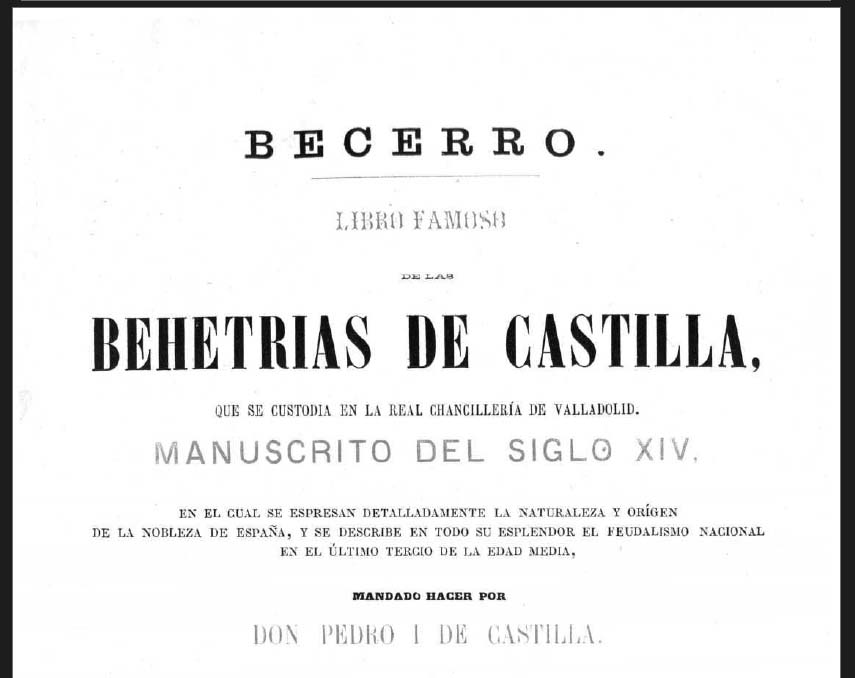 BECERRO.
LIBRO FAMOSO
DE LAS
BEHETRIAS DE CASTILLA,
QUE SE CUSTODIA EN LA REAL CHANCILLERÍA DE VALLADOLID.
MANUSCRITO DEL SIGLO XIV,
EN EL CUAL SE ESPRESAN DETALLADAMENTE LA NATURALEZA Y ORÍGEN
DE LA NOBLEZA DE ESPAÑA, Y SE DESCRIBE EN TODO SU ESPLENDOR EL FEUDALISMO NACIONAL
EN EL ÚLTIMO TERCIO DE LA EDAD MEDIA,
MANDADO HACER POR
DON PEDRO I DE CASTILLA.